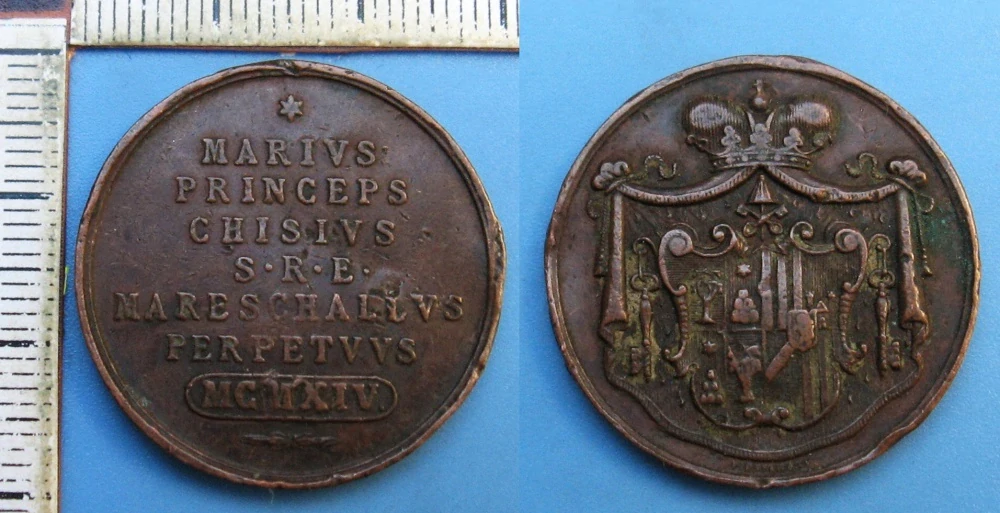 MARIVS
PRINCEPS
CHISIVS
S·R·E·
MARESCHALLVS
PERPETVVS
MCMXIV